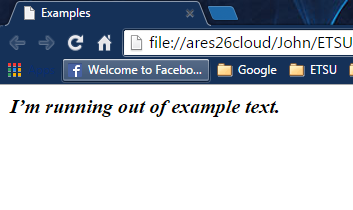 Examples
file://ares26cloud/John/ETSU
Welcome to Facebo... Google ETSU
I'm running out of example text.